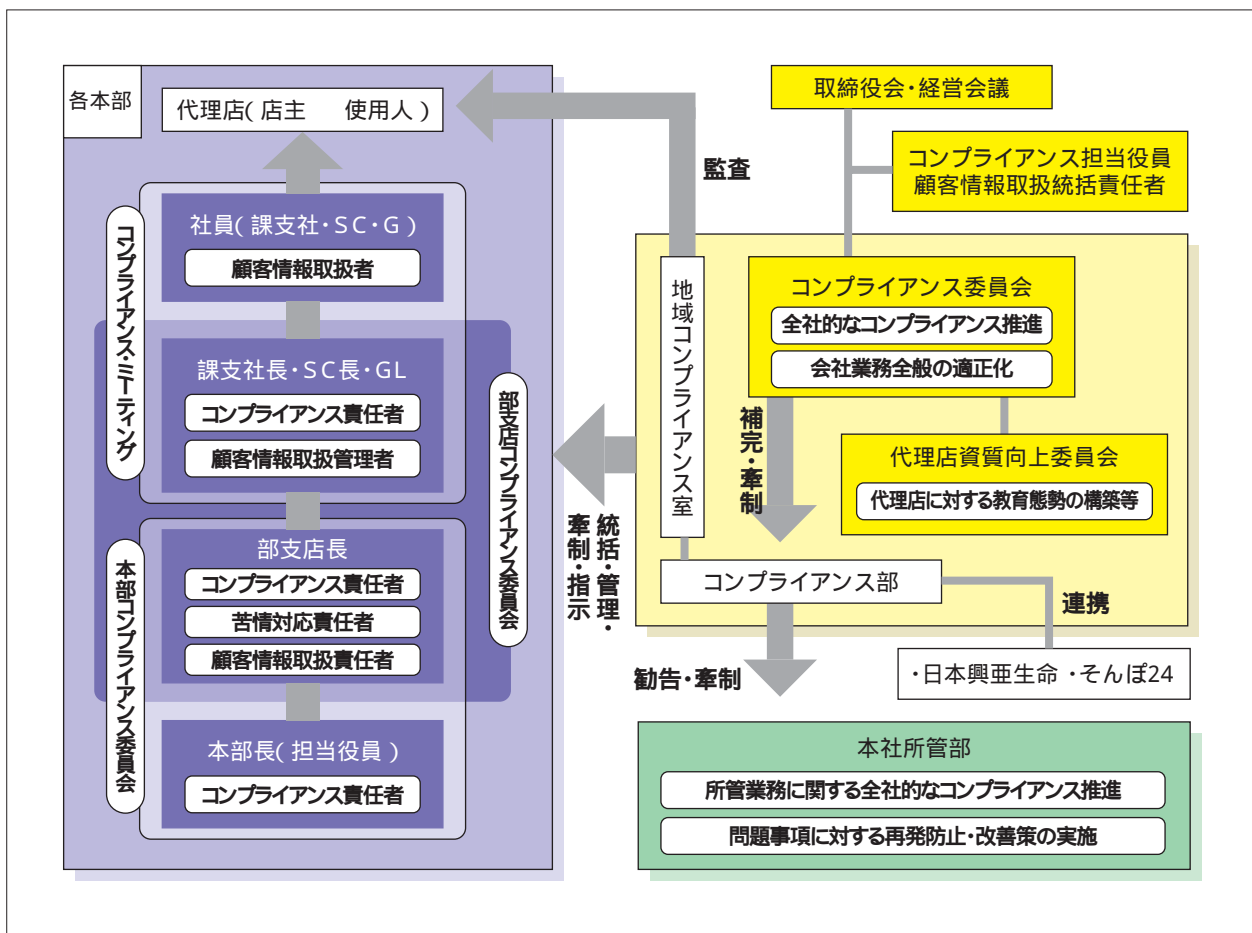 各本部
代理店(店主　使用人)
社員(課支社・SC・G)
顧客情報取扱者
コンプライアンス・ミーティング
課支社長・SC長・GL
コンプライアンス責任者
顧客情報取扱管理者
部支店コンプライアンス委員会
部支店長
コンプライアンス責任者
苦情対応責任者
顧客情報取扱責任者
本部コンプライアンス委員会
本部長(担当役員)
コンプライアンス責任者
監査
統括・管理・
牽制・指示
取締役会・経営会議
コンプライアンス担当役員
顧客情報取扱統括責任者
地域コンプライアンス室
コンプライアンス委員会
全社的なコンプライアンス推進
会社業務全般の適正化
補完・牽制
代理店資質向上委員会
代理店に対する教育態勢の構築等
コンプライアンス部
連携
・日本興亜生命 ・そんぽ24
勧告・牽制
本社所管部
所管業務に関する全社的なコンプライアンス推進
問題事項に対する再発防止・改善策の実施